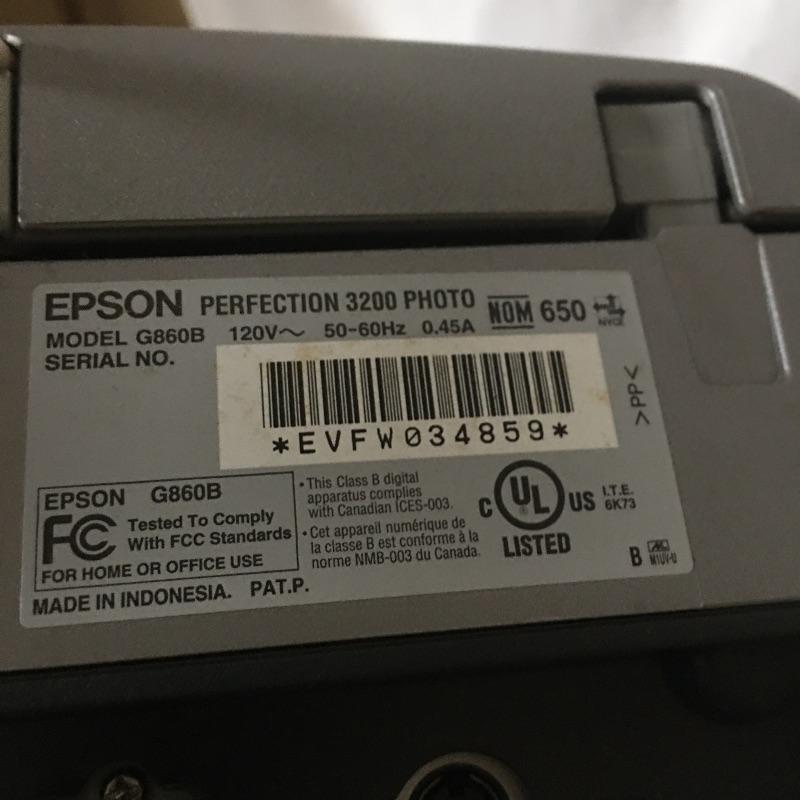 EPSON PERFECTION 3200 PHOTO NOM 650 NYCE
MODEL G860B 120V～ 50-60Hz 0.45A
SERIAL NO.
*EVFW034859*
>PP<
EPSON G860B
FC Tested To Comply
With FCC Standards
FOR HOME OR OFFICE USE
•This Class B digital
apparatus complies
with Canadian ICES-003.
•Cet appareil numérique de
la classe B est conforme à la
norme NMB-003 du Canada.
C UL® US I.T.E.
6K73
LISTED
B M1UV-U
MADE IN INDONESIA. PAT.P.